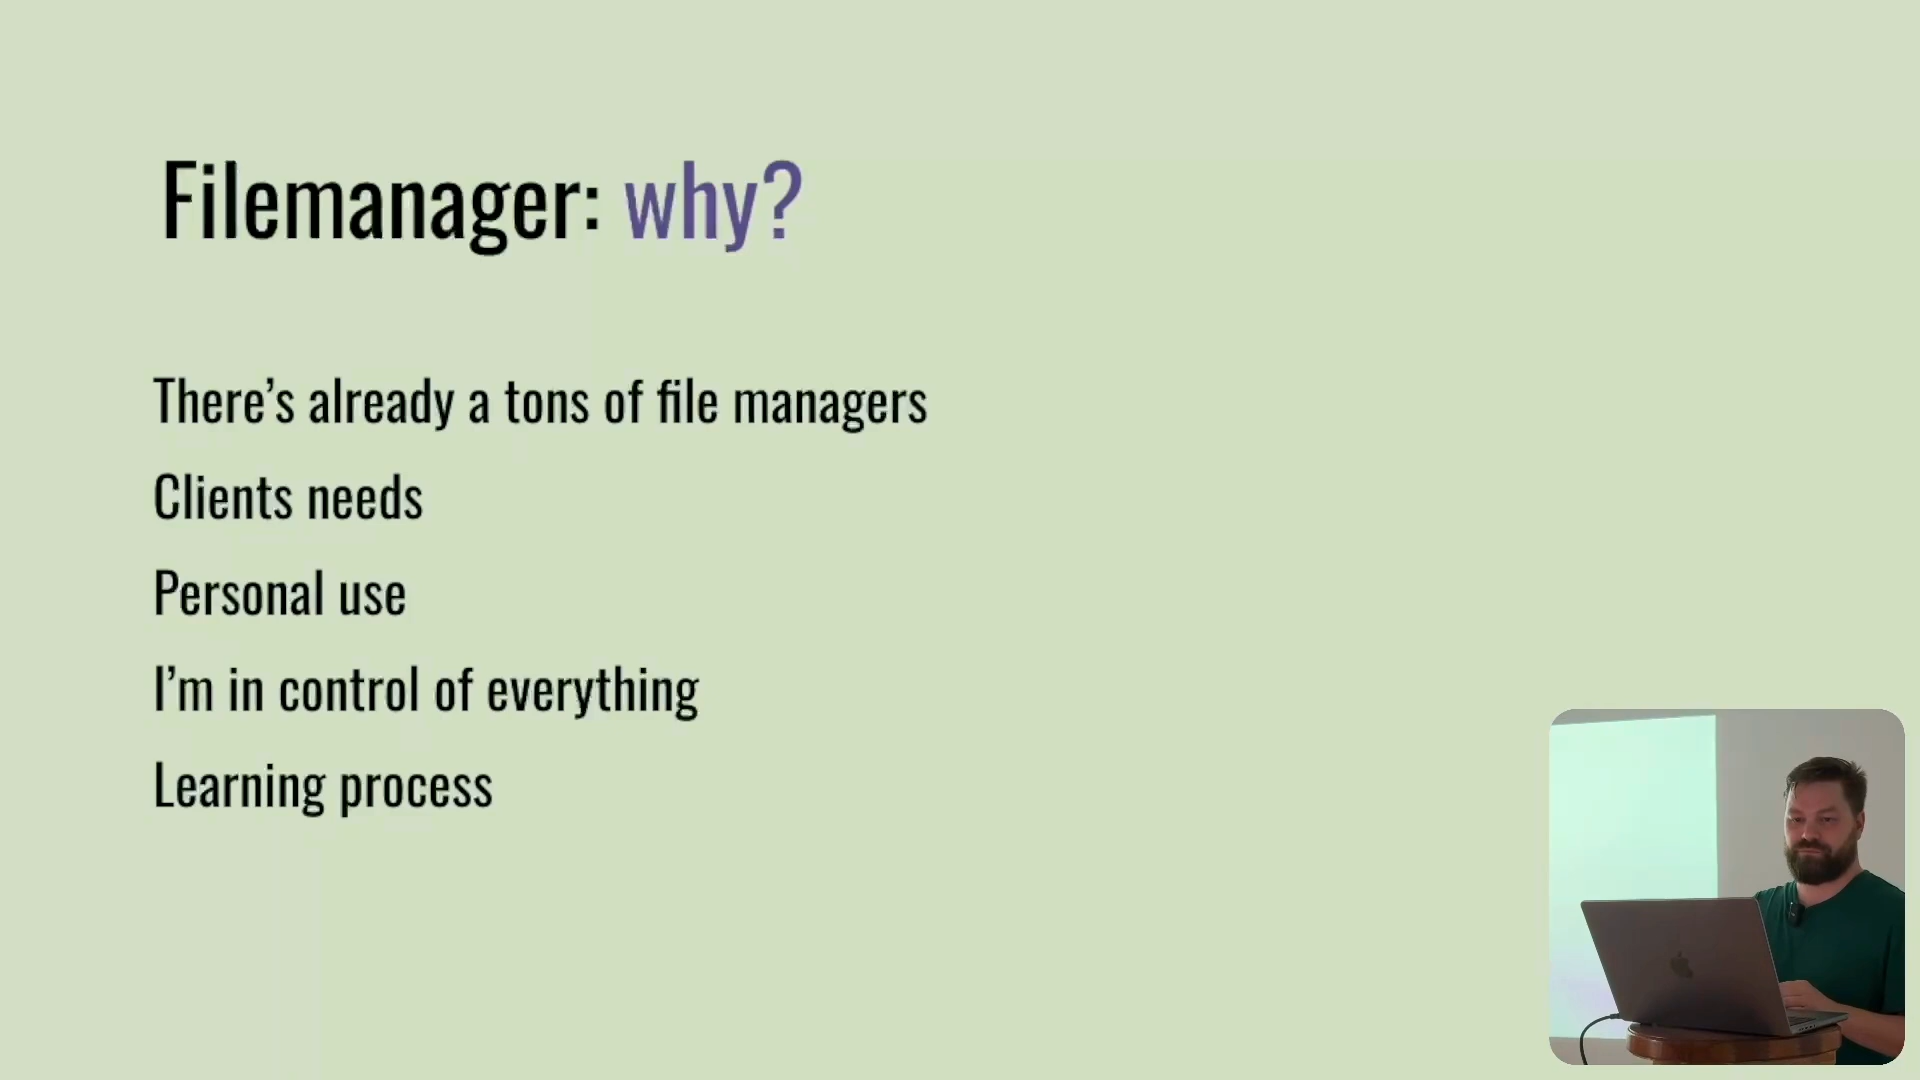 Filemanager: why?
There’s already a tons of file managers
Clients needs
Personal use
I’m in control of everything
Learning process